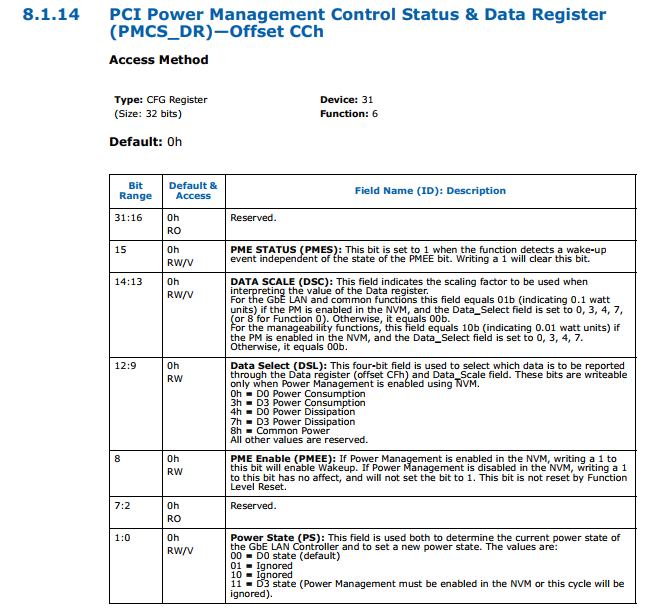 8.1.14 PCI Power Management Control Status & Data Register
(PMCS_DR)—Offset CCh
Access Method
Type: CFG Register Device: 31
(Size: 32 bits) Function: 6
Default: 0h
Bit Range Default & Access Field Name (ID): Description
31:16 0h RO Reserved.
15 0h RW/V PME STATUS (PMES): This bit is set to 1 when the function detects a wake-up
event independent of the state of the PMEE bit. Writing a 1 will clear this bit.
14:13 0h RW/V DATA SCALE (DSC): This field indicates the scaling factor to be used when
interpreting the value of the Data register.
For the GbE LAN and common functions this field equals 01b (indicating 0.1 watt
units) if the PM is enabled in the NVM, and the Data_Select field is set to 0, 3, 4, 7,
(or 8 for Function 0). Otherwise, it equals 00b.
For the manageability functions, this field equals 10b (indicating 0.01 watt units) if
the PM is enabled in the NVM, and the Data_Select field is set to 0, 3, 4, 7.
Otherwise, it equals 00b.
12:9 0h RW Data Select (DSL): This four-bit field is used to select which data is to be reported
through the Data register (offset CFh) and Data_Scale field. These bits are writeable
only when Power Management is enabled using NVM.
0h = D0 Power Consumption
3h = D3 Power Consumption
4h = D0 Power Dissipation
7h = D3 Power Dissipation
8h = Common Power
All other values are reserved.
8 0h RW PME Enable (PMEE): If Power Management is enabled in the NVM, writing a 1 to
this bit will enable Wakeup. If Power Management is disabled in the NVM, writing a 1
to this bit has no affect, and will not set the bit to 1. This bit is not reset by Function
Level Reset.
7:2 0h RO Reserved.
1:0 0h RW/V Power State (PS): This field is used both to determine the current power state of
the GbE LAN Controller and to set a new power state. The values are:
00 = D0 state (default)
01 = Ignored
10 = Ignored
11 = D3 state (Power Management must be enabled in the NVM or this cycle will be
ignored).